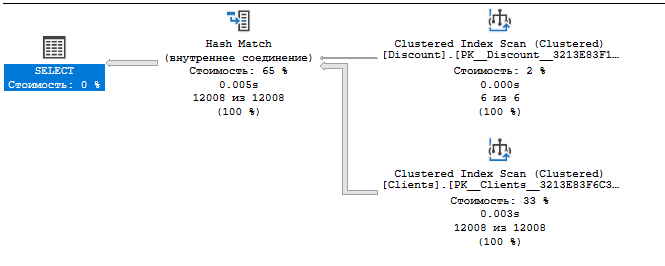 SELECT
Стоимость: 0 %
Hash Match
(внутреннее соединение)
Стоимость: 65 %
0.005s
12008 из 12008
(100 %)
Clustered Index Scan (Clustered)
[Discount].[PK__Discount__3213E83F1…
Стоимость: 2 %
0.000s
6 из 6
(100 %)
Clustered Index Scan (Clustered)
[Clients].[PK__Clients__3213E83F6C3…
Стоимость: 33 %
0.003s
12008 из 12008
(100 %)